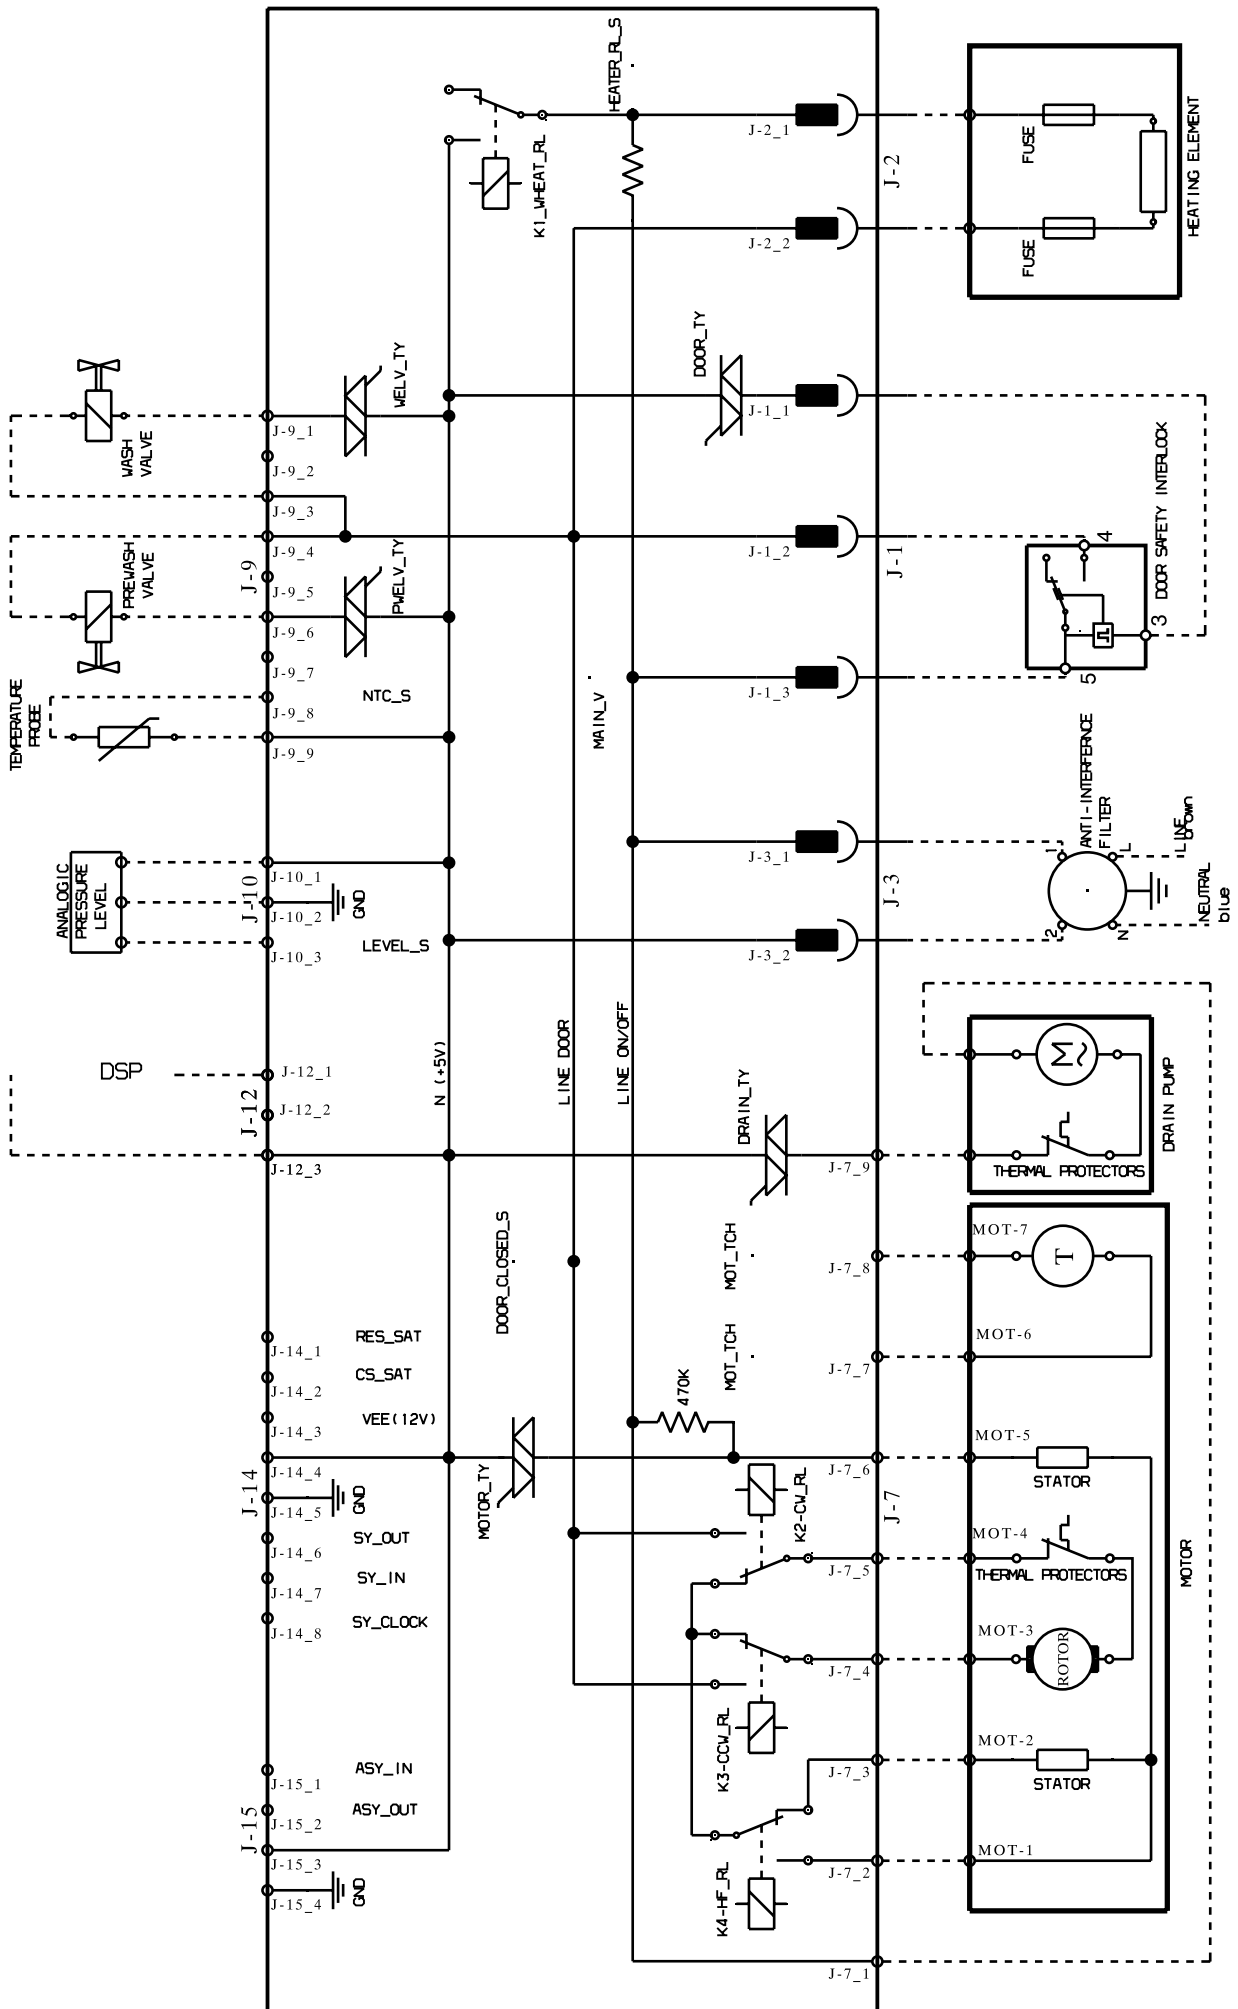 HEATER_RL_S
K1_WHEAT_RL
J-2_1
J-2
J-2_2
FUSE
FUSE
HEATING ELEMENT
WASH
VALVE
WELV_TY
DOOR_TY
J-1_1
J-9_1
J-9_2
J-9_3
J-9_4
J-9
J-9_5
J-9_6
J-9_7
J-9_8
J-9_9
PREWASH
VALVE
PWELV_TY
J-1_2
J-1
J-1_3
DOOR SAFETY INTERLOCK
4
3
5
NTC_S
MAIN_V
TEMPERATURE
PROBE
ANTI-INTERFERNCE
FILTER
1
2
L
N
LINE
brown
NEUTRAL
blue
J-3_1
J-3
J-3_2
ANALOGIC
PRESSURE
LEVEL
J-10_1
J-10
J-10_2
J-10_3
GND
LEVEL_S
N (+5V)
LINE DOOR
LINE ON/OFF
DSP
J-12_1
J-12
J-12_2
J-12_3
DRAIN_TY
J-7_9
M
THERMAL PROTECTORS
DRAIN PUMP
DOOR_CLOSED_S
MOT_TCH
J-7_8
MOT-7
T
MOT_TCH
J-7_7
MOT-6
J-14_1
RES_SAT
J-14_2
CS_SAT
J-14_3
VEE(12V)
J-14_4
J-14
J-14_5
GND
J-14_6
SY_OUT
J-14_7
SY_IN
J-14_8
SY_CLOCK
MOTOR_TY
470K
J-7_6
MOT-5
STATOR
K2-CW_RL
J-7
J-7_5
MOT-4
THERMAL PROTECTORS
J-7_4
MOT-3
ROTOR
MOTOR
K3-CCW_RL
J-7_3
MOT-2
STATOR
K4-HF_RL
J-7_2
MOT-1
J-7_1
J-15_1
ASY_IN
J-15
J-15_2
ASY_OUT
J-15_3
J-15_4
GND